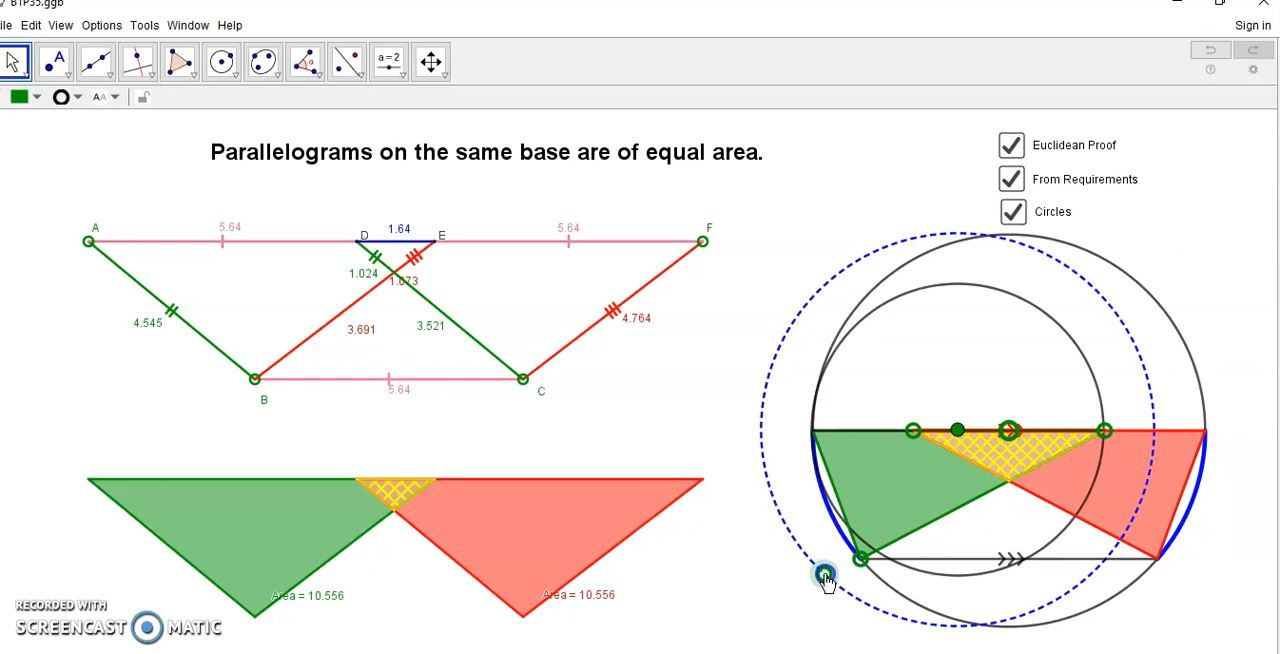 B1P35.ggb
ile Edit View Options Tools Window Help
Sign in
A
a=2
AA
Parallelograms on the same base are of equal area.
Euclidean Proof
From Requirements
Circles
A
5.64
D
1.64
E
5.64
F
1.024
1.073
4.545
3.691
3.521
4.764
B
5.64
C
Area = 10.556
Area = 10.556
RECORDED WITH
SCREENCAST MATIC